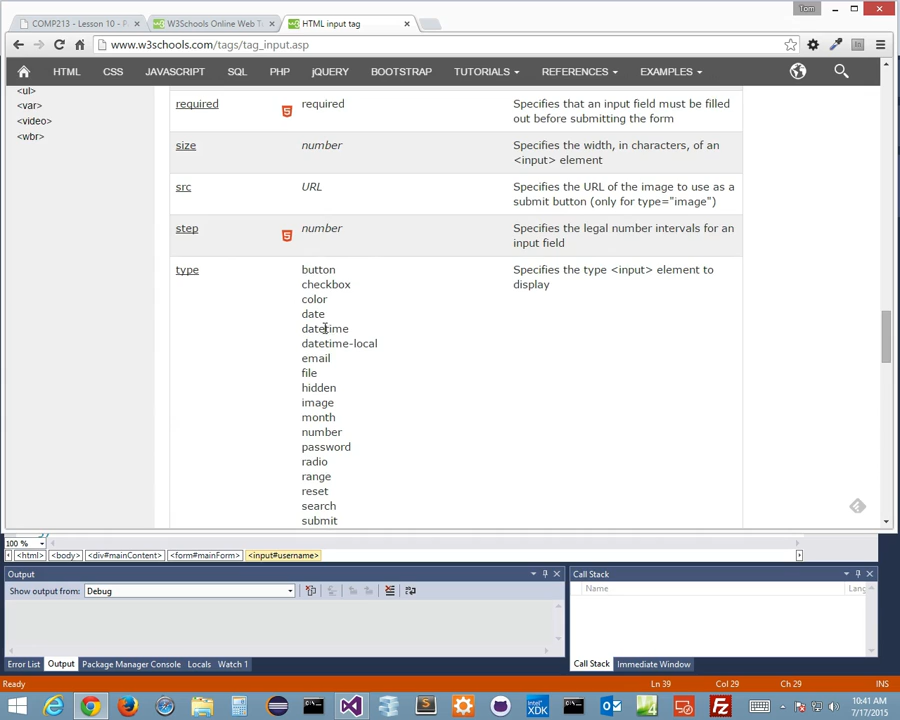 Tom
COMP213 - Lesson 10 - P
W3Schools Online Web T
HTML input tag
www.w3schools.com/tags/tag_input.asp
HTML CSS JAVASCRIPT SQL PHP jQUERY BOOTSTRAP TUTORIALS REFERENCES EXAMPLES
<ul>
<var>
<video>
<wbr>
required required Specifies that an input field must be filled
out before submitting the form
size number Specifies the width, in characters, of an
<input> element
src URL Specifies the URL of the image to use as a
submit button (only for type="image")
step number Specifies the legal number intervals for an
input field
type button Specifies the type <input> element to
checkbox display
color
date
datetime
datetime-local
email
file
hidden
image
month
number
password
radio
range
reset
search
submit
100 %
<html> <body> <div#mainContent> <form#mainForm> <input#username>
Output Call Stack
Show output from: Debug Name Lang
Error List Output Package Manager Console Locals Watch 1 Call Stack Immediate Window
Ready Ln 39 Col 29 Ch 29 INS
10:41 AM
7/17/2015